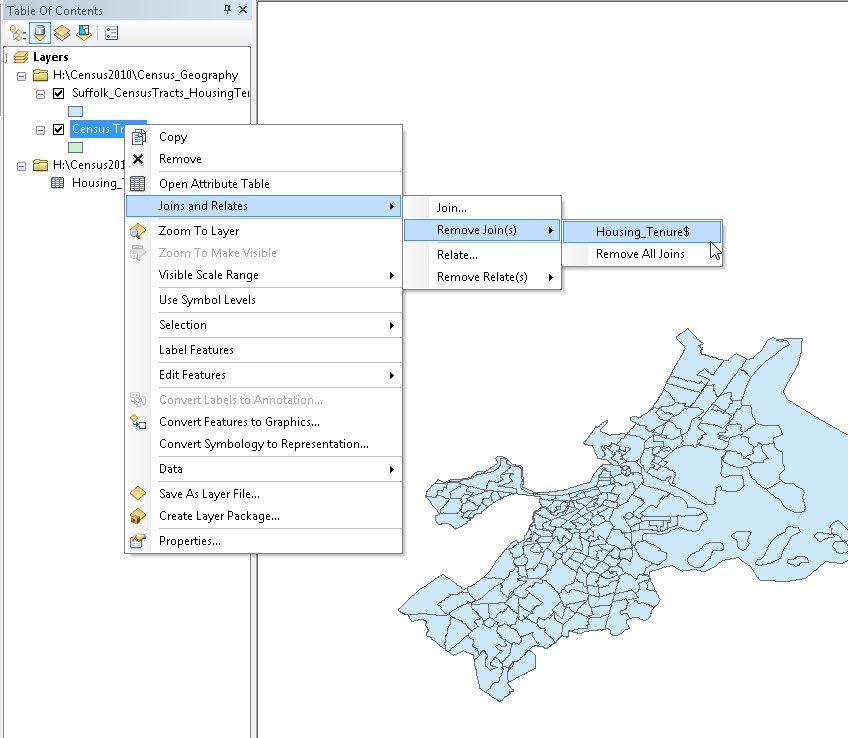 Table Of Contents
Layers
H:\Census2010\Census_Geography
Suffolk_CensusTracts_HousingTe
Census Tr
H:\Census201
Housing_
Copy
Remove
Open Attribute Table
Joins and Relates
Zoom To Layer
Zoom To Make Visible
Visible Scale Range
Use Symbol Levels
Selection
Label Features
Edit Features
Convert Labels to Annotation...
Convert Features to Graphics...
Convert Symbology to Representation...
Data
Save As Layer File...
Create Layer Package...
Properties...
Join...
Remove Join(s)
Relate...
Remove Relate(s)
Housing_Tenure$
Remove All Joins